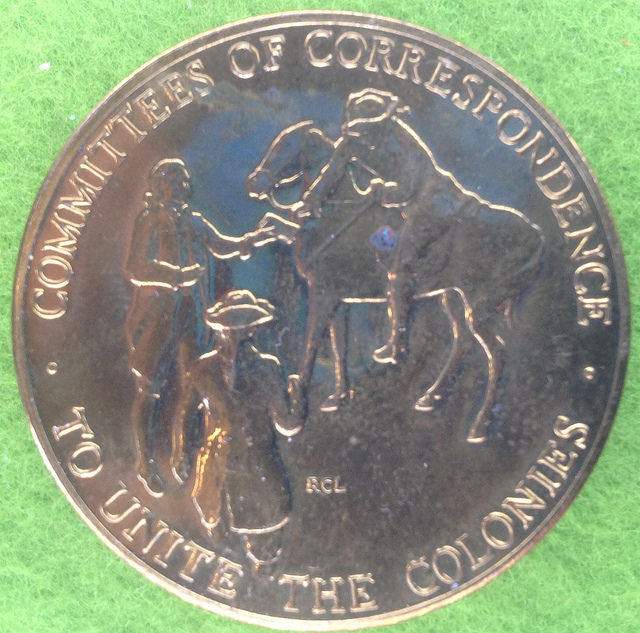 COMMITTEES OF CORRESPONDENCE
TO UNITE THE COLONIES
RCL